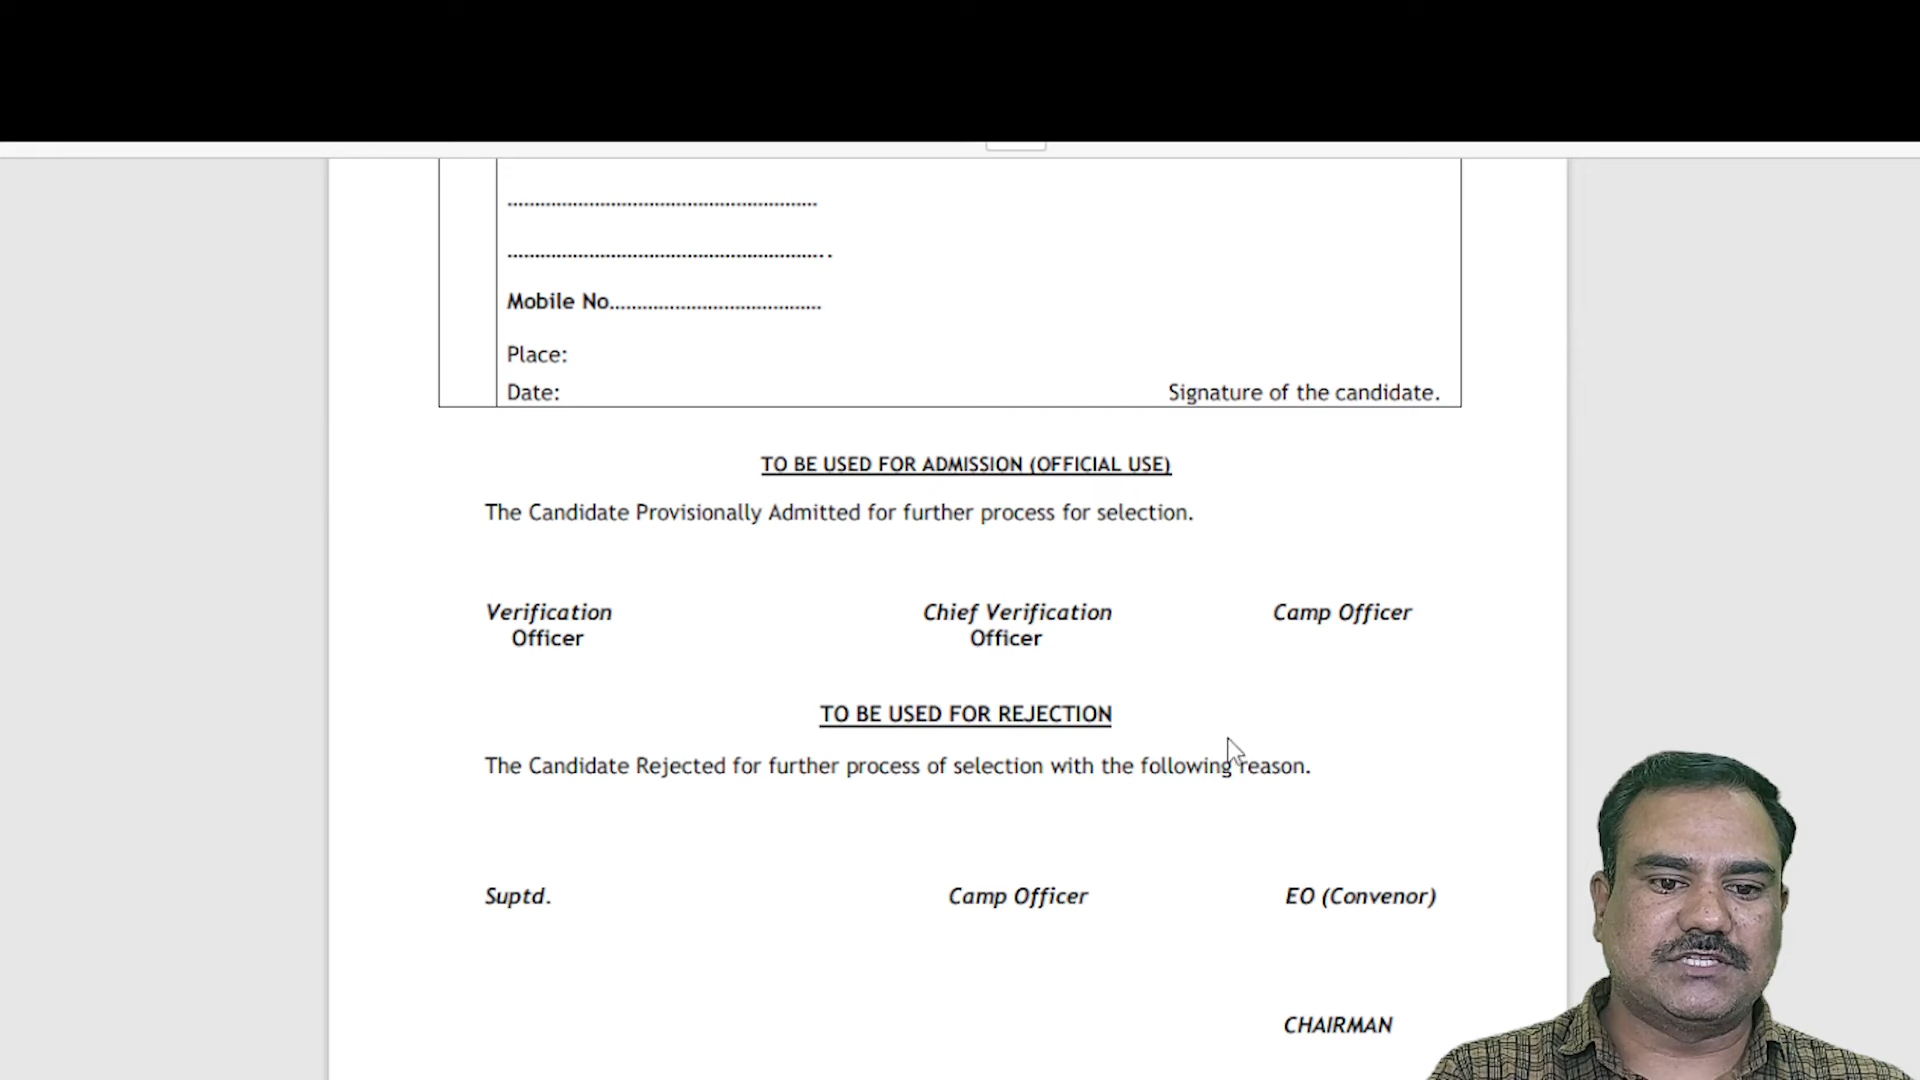 ……………………………………………………
……………………………………………………..
Mobile No……………………………………
Place:
Date: Signature of the candidate.
TO BE USED FOR ADMISSION (OFFICIAL USE)
The Candidate Provisionally Admitted for further process for selection.
Verification Chief Verification Camp Officer
Officer Officer
TO BE USED FOR REJECTION
The Candidate Rejected for further process of selection with the following reason.
Suptd. Camp Officer EO (Convenor)
CHAIRMAN